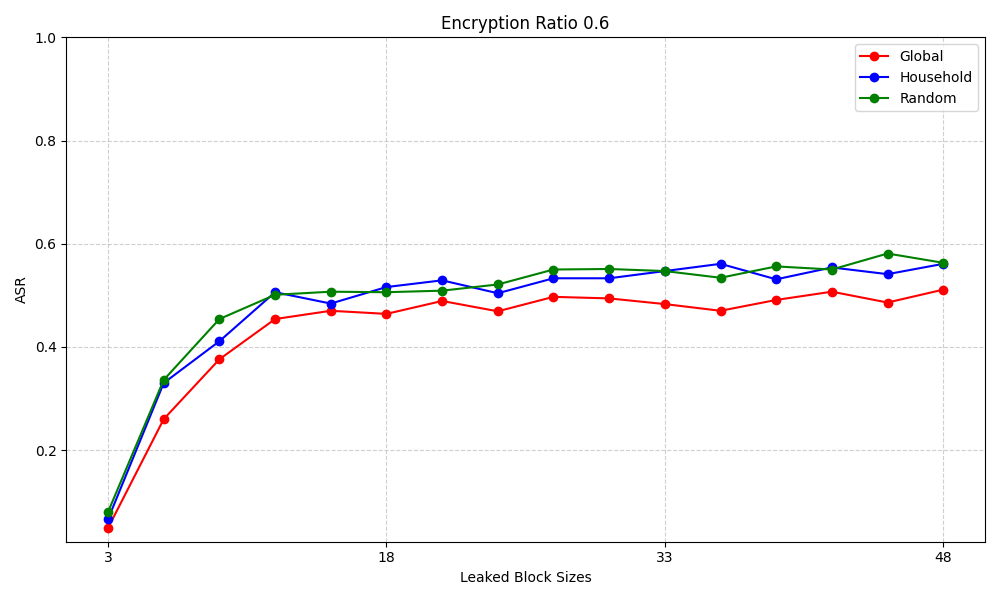 Encryption Ratio 0.6
1.0
0.8
0.6
0.4
0.2
ASR
3
18
33
48
Leaked Block Sizes
Global
Household
Random